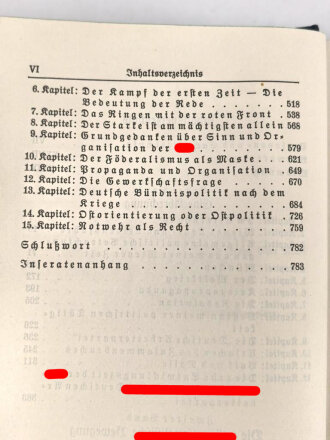 VI
Inhaltsverzeichnis
6. Kapitel: Der Kampf der ersten Zeit — Die
Bedeutung der Rede . . . . . . . . 518
7. Kapitel: Das Ringen mit der roten Front 538
8. Kapitel: Der Starke ist am mächtigsten allein 568
9. Kapitel: Grundgedanken über Sinn und Or-
ganisation der . . . . . . . . 579
10. Kapitel: Der Föderalismus als Maske . . . . 621
11. Kapitel: Propaganda und Organisation . . . 649
12. Kapitel: Die Gewerkschaftsfrage . . . . . 670
13. Kapitel: Deutsche Bündnispolitik nach dem
Kriege . . . . . . . . . . . . . 684
14. Kapitel: Ostorientierung oder Ostpolitik . . 726
15. Kapitel: Notwehr als Recht . . . . . . . 759
Schlußwort . . . . . . . . . . . . . . . 782
Inseratenanhang . . . . . . . . . . . . . 783